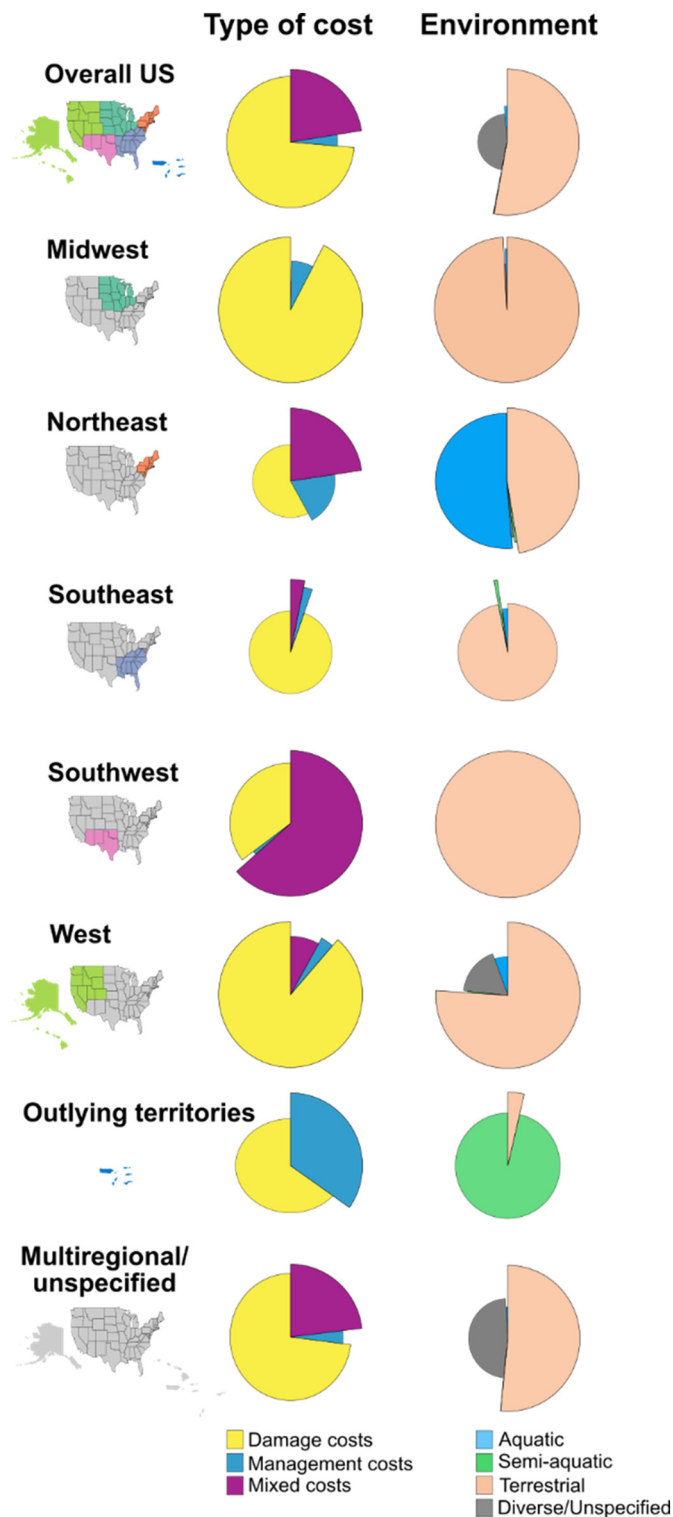 Type of cost
Environment
Overall US
Midwest
Northeast
Southeast
Southwest
West
Outlying territories
Multiregional/
unspecified
Damage costs
Management costs
Mixed costs
Aquatic
Semi-aquatic
Terrestrial
Diverse/Unspecified